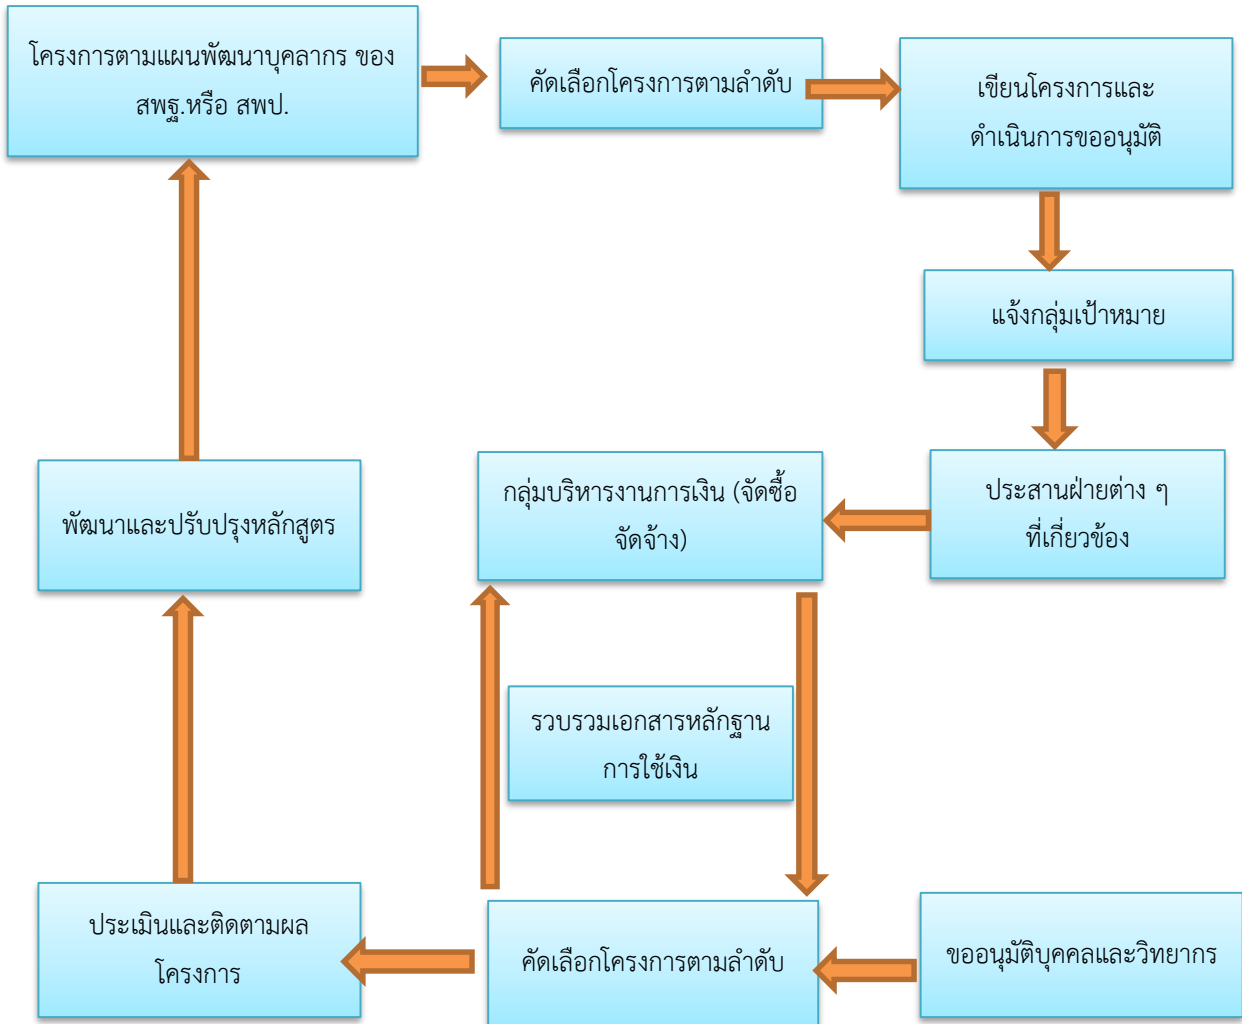 โครงการตามแผนพัฒนาบุคลากร ของ
สพฐ.หรือ สพป.
คัดเลือกโครงการตามลำดับ
เขียนโครงการและ
ดำเนินการขออนุมัติ
แจ้งกลุ่มเป้าหมาย
ประสานฝ่ายต่าง ๆ
ที่เกี่ยวข้อง
กลุ่มบริหารงานการเงิน (จัดซื้อ
จัดจ้าง)
พัฒนาและปรับปรุงหลักสูตร
รวบรวมเอกสารหลักฐาน
การใช้เงิน
ประเมินและติดตามผล
โครงการ
คัดเลือกโครงการตามลำดับ
ขออนุมัติบุคคลและวิทยากร